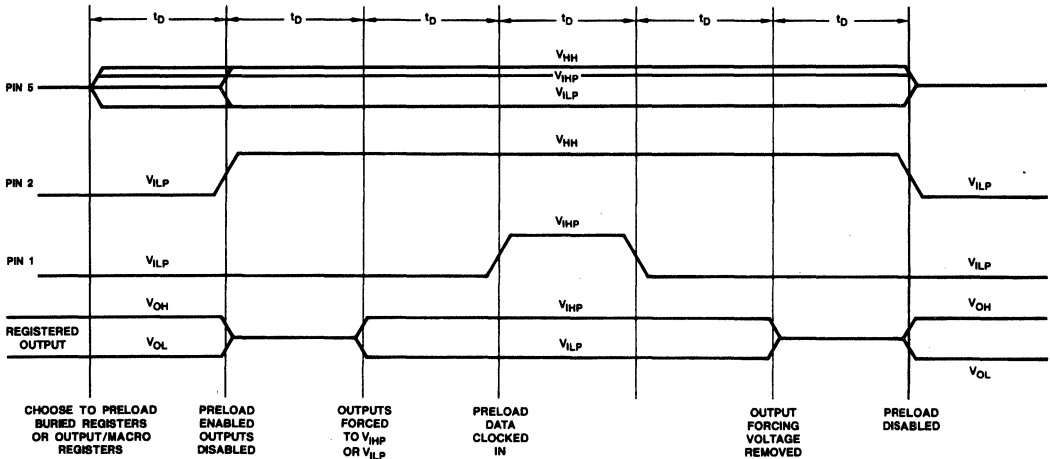 tD tD tD tD tD tD
VHH
PIN 5
VIHP
VILP
VHH
PIN 2
VILP
VILP
VIHP
PIN 1
VILP
VILP
VOH
VIHP
VOH
REGISTERED
OUTPUT
VOL
VILP
VOL
CHOOSE TO PRELOAD
BURIED REGISTERS
OR OUTPUT/MACRO
REGISTERS
PRELOAD
ENABLED
OUTPUTS
DISABLED
OUTPUTS
FORCED
TO VIHP
OR VILP
PRELOAD
DATA
CLOCKED
IN
OUTPUT
FORCING
VOLTAGE
REMOVED
PRELOAD
DISABLED